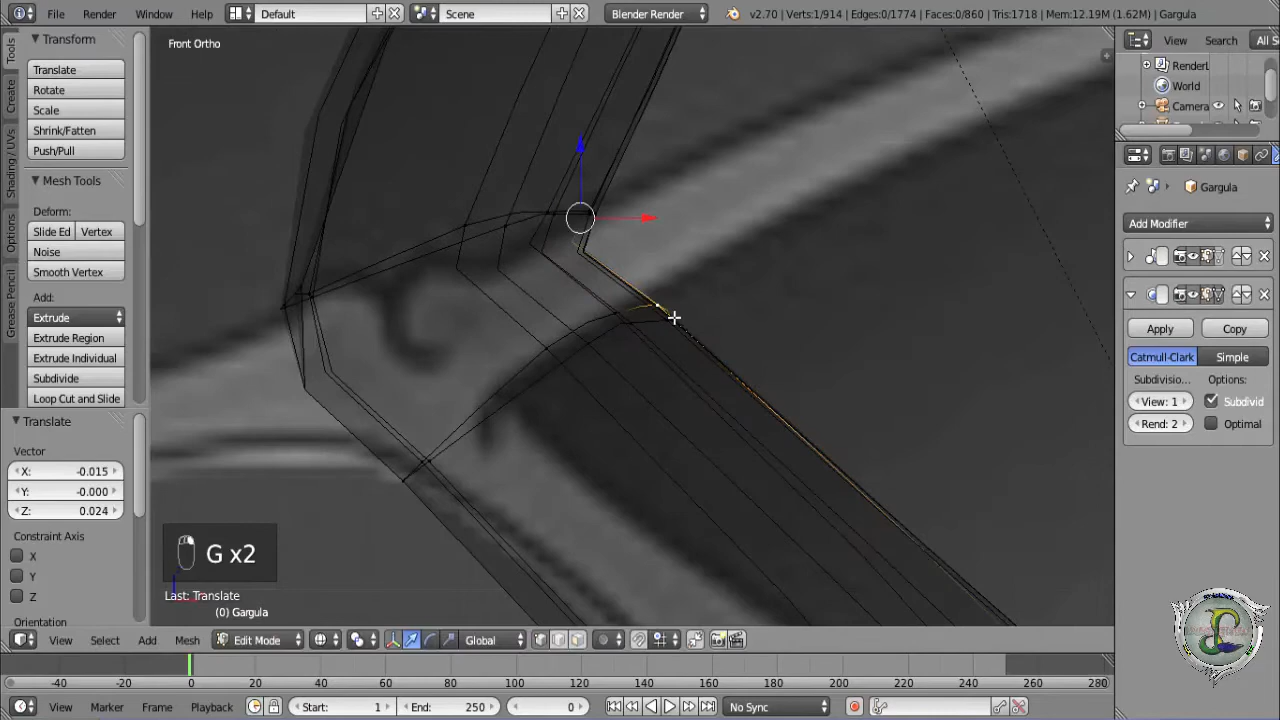 File Render Window Help Default Scene Blender Render v2.70 | Verts:1/914 | Edges:0/1774 | Faces:0/860 | Tris:1718 | Mem:12.19M (1.62M) | Gargula
Tools
Create
Shading / UVs
Options
Grease Pencil
Transform
Translate
Rotate
Scale
Shrink/Fatten
Push/Pull
Mesh Tools
Deform:
Slide Ed Vertex
Noise
Smooth Vertex
Add:
Extrude
Extrude Region
Extrude Individual
Subdivide
Loop Cut and Slide
Translate
Vector
X: -0.015
Y: -0.000
Z: 0.024
Constraint Axis
X
Y
Z
Orientation
Front Ortho
G x2
Last: Translate
(0) Gargula
View Search All S
RenderL
World
Camera
Gargula
Add Modifier
Apply Copy
Catmull-Clark Simple
Subdivisio... Options:
View: 1 Subdivid
Rend: 2 Optimal
View Select Add Mesh Edit Mode Global
-40 -20 0 20 40 60 80 100 120 140 160 180 200 220 240 260 280
View Marker Frame Playback Start: 1 End: 250 0 No Sync